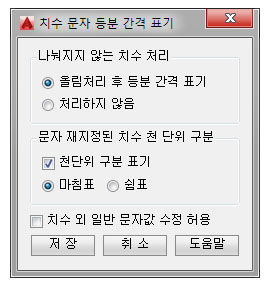 치수 문자 등분 간격 표기
나눠지지 않는 치수 처리
올림처리 후 등분 간격 표기
처리하지 않음
문자 재지정된 치수 천 단위 구분
천단위 구분 표기
마침표 쉼표
치수 외 일반 문자값 수정 허용
저 장 취 소 도움말